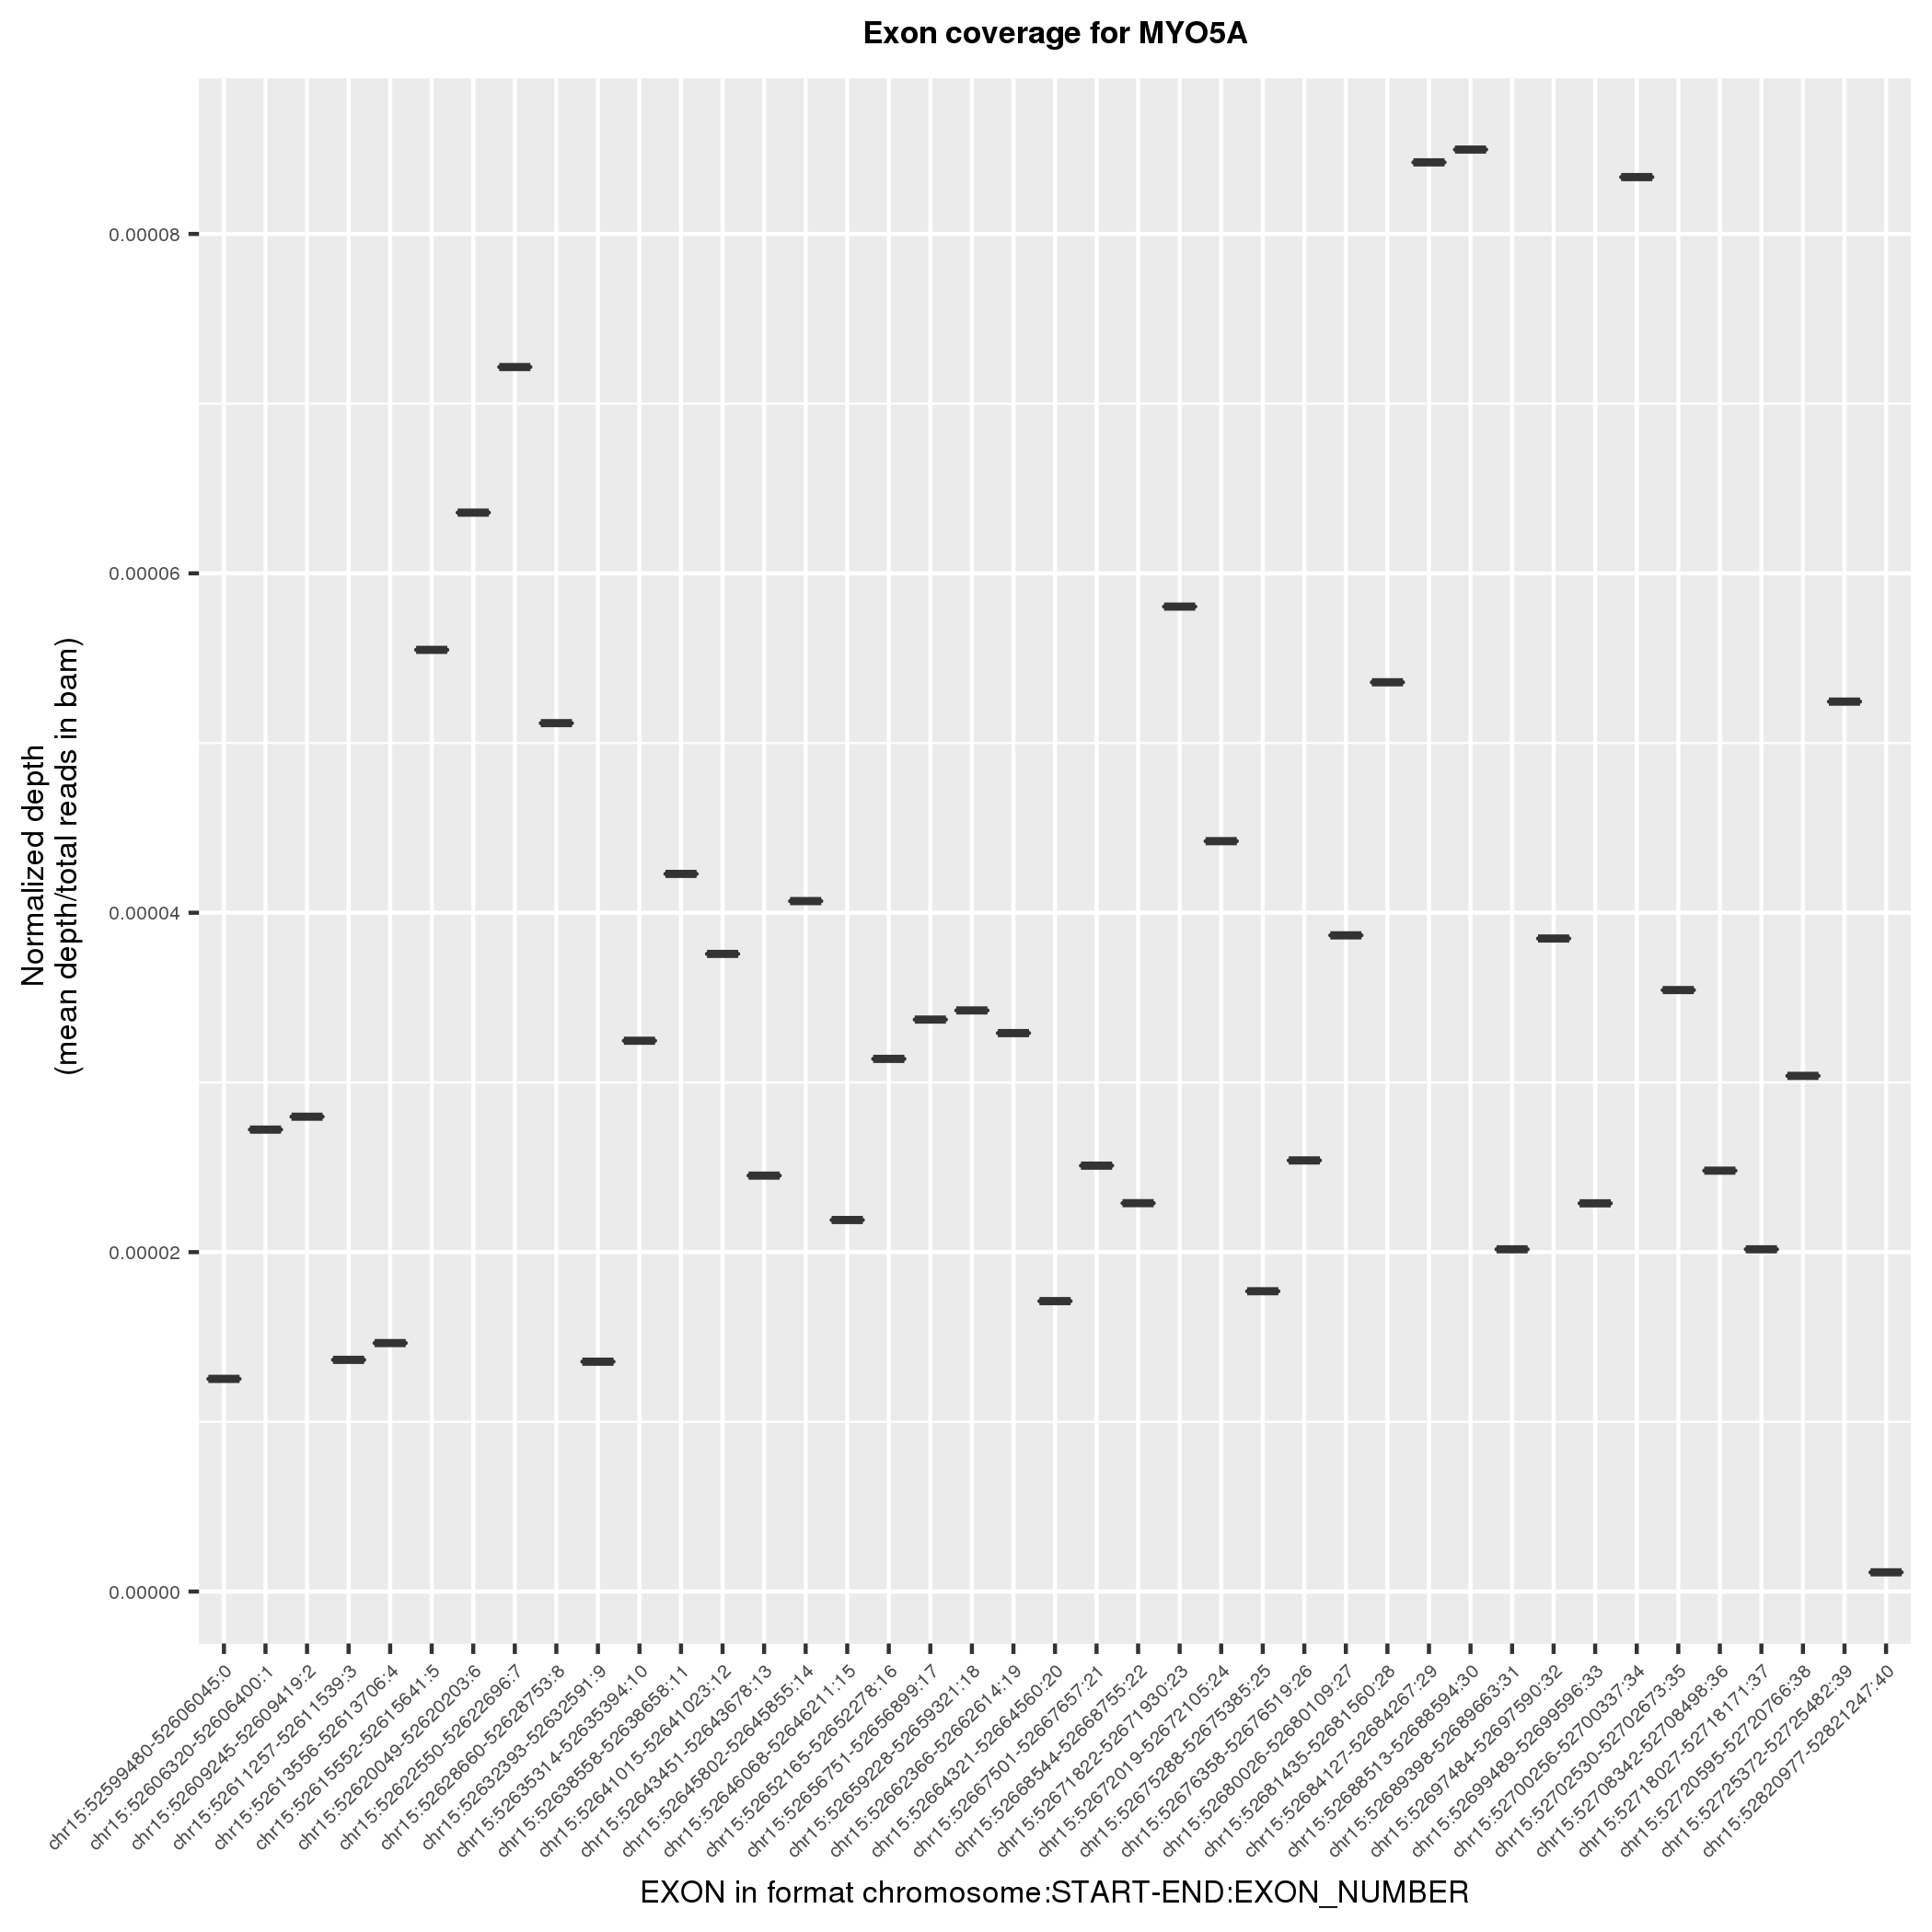 Exon coverage for MYO5A
Normalized depth
(mean depth/total reads in bam)
0.00008
0.00006
0.00004
0.00002
0.00000
chr15:52599480-52606045:0
chr15:52606320-52606400:1
chr15:52609245-52609419:2
chr15:52611257-52611539:3
chr15:52613556-52613706:4
chr15:52615552-52615641:5
chr15:52620049-52620203:6
chr15:52622550-52622696:7
chr15:52628660-52628753:8
chr15:52632393-52632591:9
chr15:52635314-52635394:10
chr15:52638558-52638658:11
chr15:52641015-52641023:12
chr15:52643451-52643678:13
chr15:52645802-52645855:14
chr15:52646068-52646211:15
chr15:52652165-52652278:16
chr15:52656751-52656899:17
chr15:52659228-52659321:18
chr15:52662366-52662614:19
chr15:52664321-52664560:20
chr15:52667501-52667657:21
chr15:52668544-52668755:22
chr15:52671822-52671930:23
chr15:52672019-52672105:24
chr15:52675288-52675385:25
chr15:52676358-52676519:26
chr15:52680026-52680109:27
chr15:52681435-52681560:28
chr15:52684127-52684267:29
chr15:52688513-52688594:30
chr15:52689398-52689663:31
chr15:52697484-52697590:32
chr15:52699489-52699596:33
chr15:52700256-52700337:34
chr15:52702530-52702673:35
chr15:52708342-52708498:36
chr15:52718027-52718171:37
chr15:52720595-52720766:38
chr15:52725372-52725482:39
chr15:52820977-52821247:40
EXON in format chromosome:START-END:EXON_NUMBER